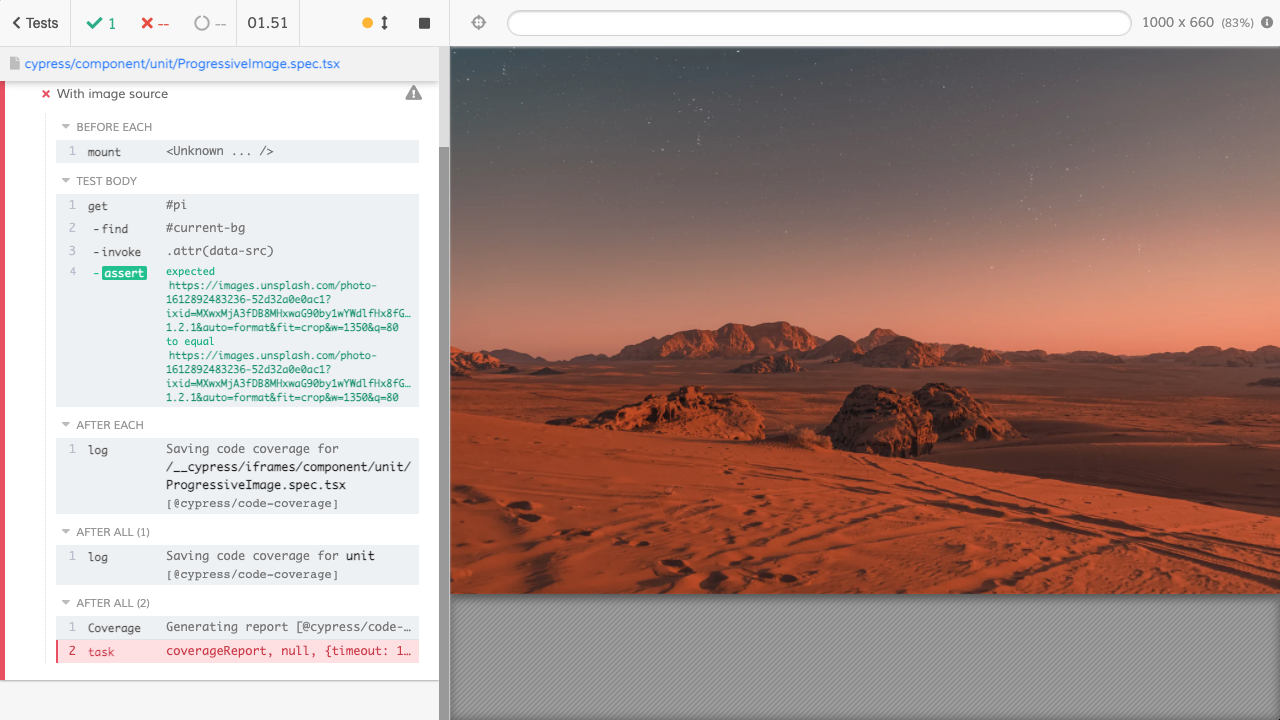 Tests
1
--
--
01.51
1000 x 660 (83%)
cypress/component/unit/ProgressiveImage.spec.tsx
With image source
BEFORE EACH
1 mount <Unknown ... />
TEST BODY
1 get #pi
2 -find #current-bg
3 -invoke .attr(data-src)
4 -assert expected
https://images.unsplash.com/photo-
1612892483236-52d32a0e0ac1?
ixid=MXwxMjA3fDB8MHxwaG90by1wYWdlfHx8fG…
1.2.1&auto=format&fit=crop&w=1350&q=80
to equal
https://images.unsplash.com/photo-
1612892483236-52d32a0e0ac1?
ixid=MXwxMjA3fDB8MHxwaG90by1wYWdlfHx8fG…
1.2.1&auto=format&fit=crop&w=1350&q=80
AFTER EACH
1 log Saving code coverage for
/__cypress/iframes/component/unit/
ProgressiveImage.spec.tsx
[@cypress/code-coverage]
AFTER ALL (1)
1 log Saving code coverage for unit
[@cypress/code-coverage]
AFTER ALL (2)
1 Coverage Generating report [@cypress/code-…
2 task coverageReport, null, {timeout: 1…